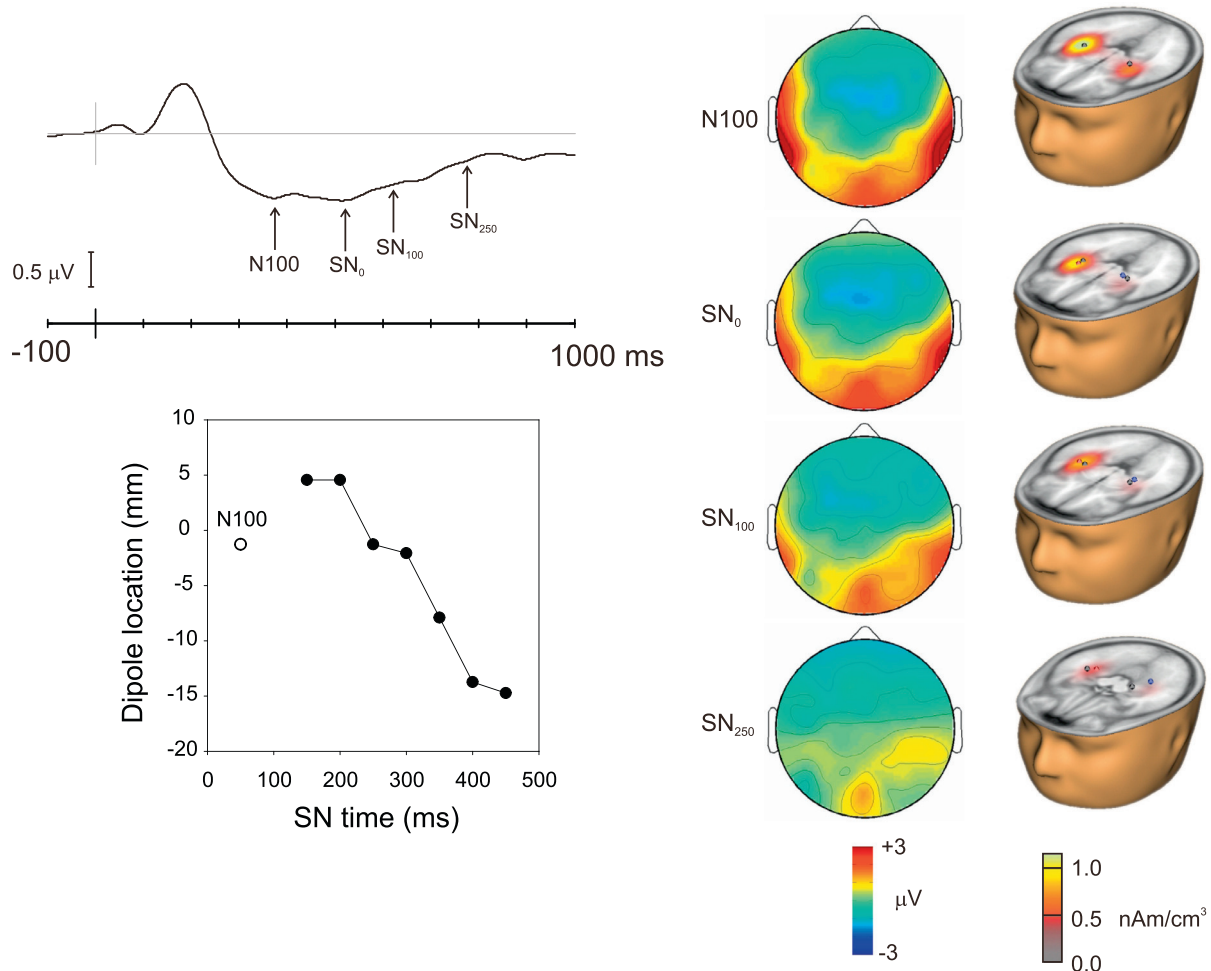 N100
SN₀
SN₁₀₀
SN₂₅₀
0.5 μV
-100
1000 ms
10
5
0
-5
-10
-15
-20
Dipole location (mm)
N100
0
100
200
300
400
500
SN time (ms)
N100
SN₀
SN₁₀₀
SN₂₅₀
+3
μV
-3
1.0
0.5
nAm/cm³
0.0